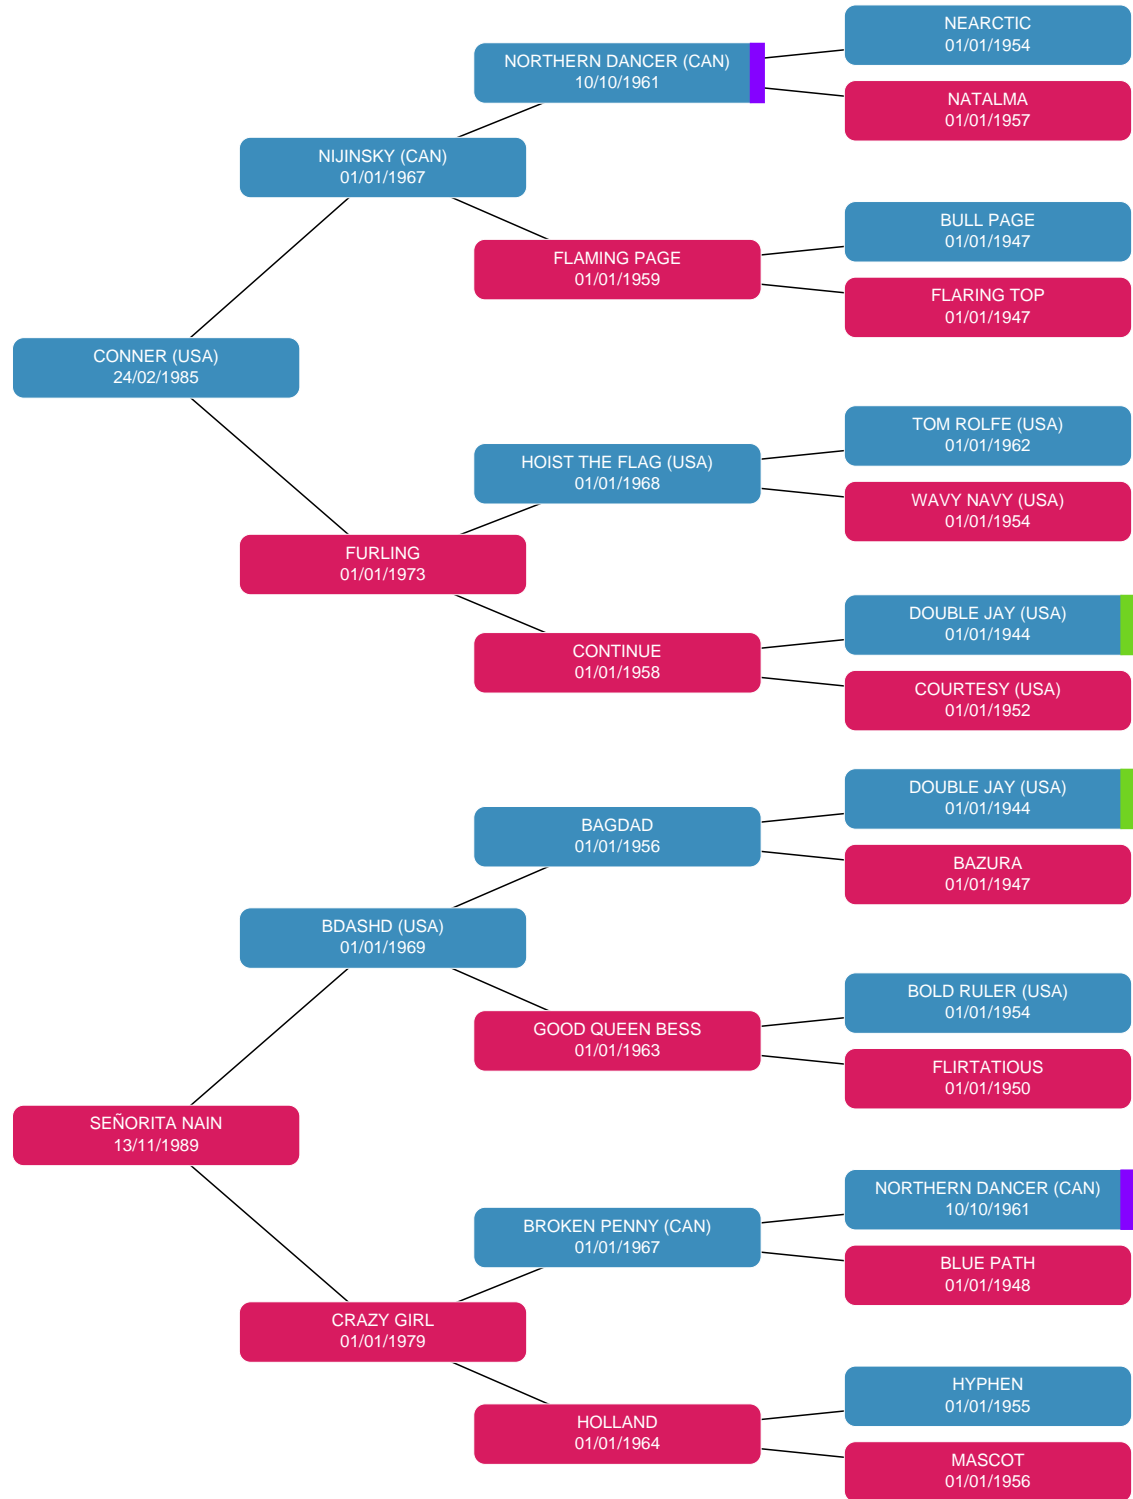 NEARCTIC
01/01/1954
NORTHERN DANCER (CAN)
10/10/1961
NATALMA
01/01/1957
NIJINSKY (CAN)
01/01/1967
BULL PAGE
01/01/1947
FLAMING PAGE
01/01/1959
FLARING TOP
01/01/1947
CONNER (USA)
24/02/1985
TOM ROLFE (USA)
01/01/1962
HOIST THE FLAG (USA)
01/01/1968
WAVY NAVY (USA)
01/01/1954
FURLING
01/01/1973
DOUBLE JAY (USA)
01/01/1944
CONTINUE
01/01/1958
COURTESY (USA)
01/01/1952
DOUBLE JAY (USA)
01/01/1944
BAGDAD
01/01/1956
BAZURA
01/01/1947
BDASHD (USA)
01/01/1969
BOLD RULER (USA)
01/01/1954
GOOD QUEEN BESS
01/01/1963
FLIRTATIOUS
01/01/1950
SEÑORITA NAIN
13/11/1989
NORTHERN DANCER (CAN)
10/10/1961
BROKEN PENNY (CAN)
01/01/1967
BLUE PATH
01/01/1948
CRAZY GIRL
01/01/1979
HYPHEN
01/01/1955
HOLLAND
01/01/1964
MASCOT
01/01/1956